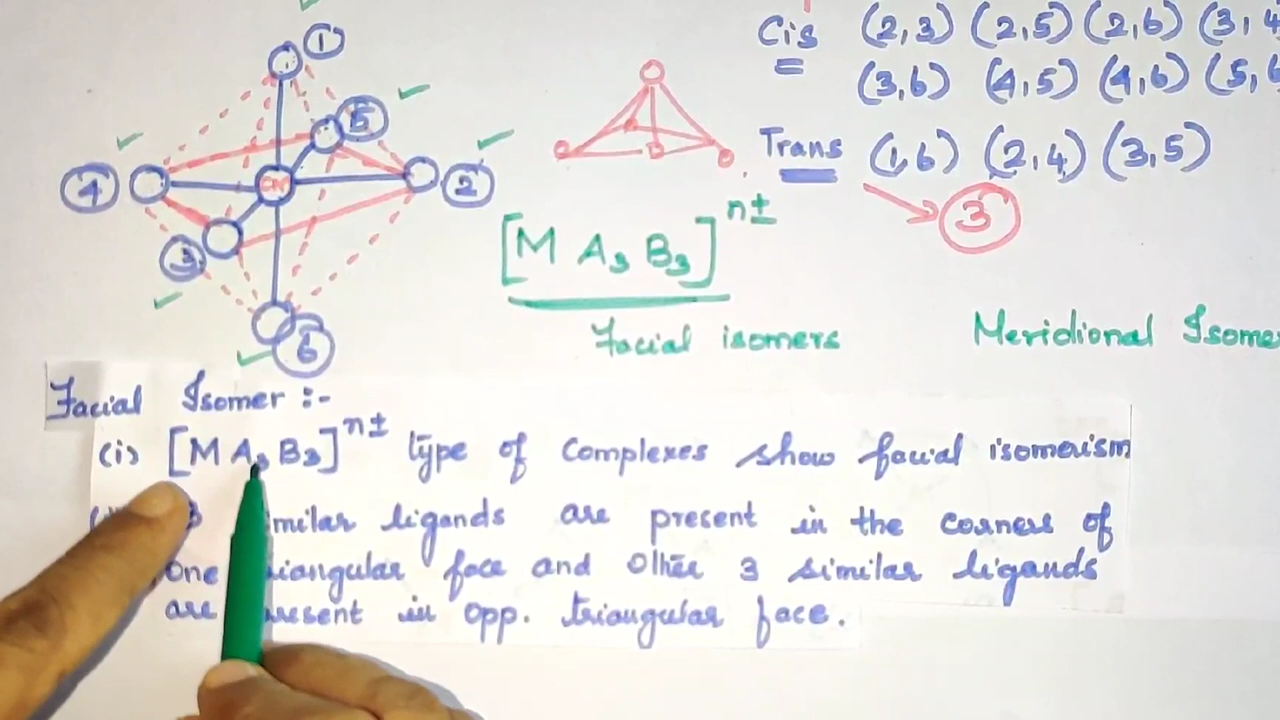 1
5
4
CN
2
3
6
Cis (2,3) (2,5) (2,6) (3,4
(3,6) (4,5) (4,6) (5,6
Trans (1,6) (2,4) (3,5)
3
[M A3 B3]n±
Facial isomers
Meridional Isome
Facial Isomer :-
(i) [M A3 B3]n± type of complexes show facial isomerism
similar ligands are present in the corners of
One triangular face and other 3 similar ligands
are present in opp. triangular face.